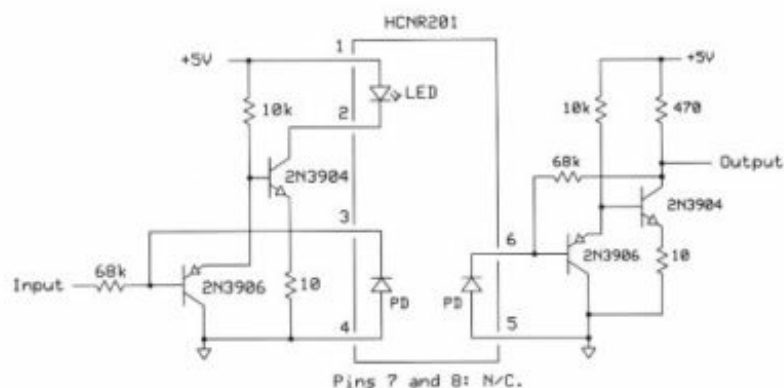 HCNR201
+5V
1
LED
10k
2
2N3904
3
68k
Input
2N3906
10
PD
4
+5V
10k
470
68k
Output
2N3904
6
2N3906
10
PD
5
Pins 7 and 8: N/C.